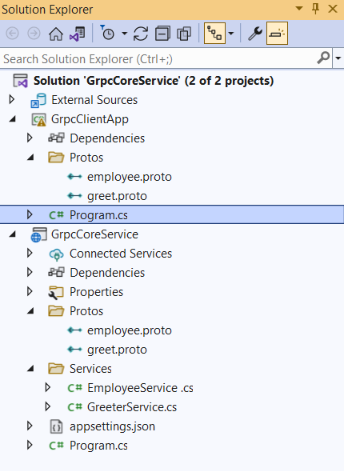 Solution Explorer
Search Solution Explorer (Ctrl+;)
Solution 'GrpcCoreService' (2 of 2 projects)
External Sources
GrpcClientApp
Dependencies
Protos
employee.proto
greet.proto
C# Program.cs
GrpcCoreService
Connected Services
Dependencies
Properties
Protos
employee.proto
greet.proto
Services
C# EmployeeService .cs
C# GreeterService.cs
appsettings.json
C# Program.cs